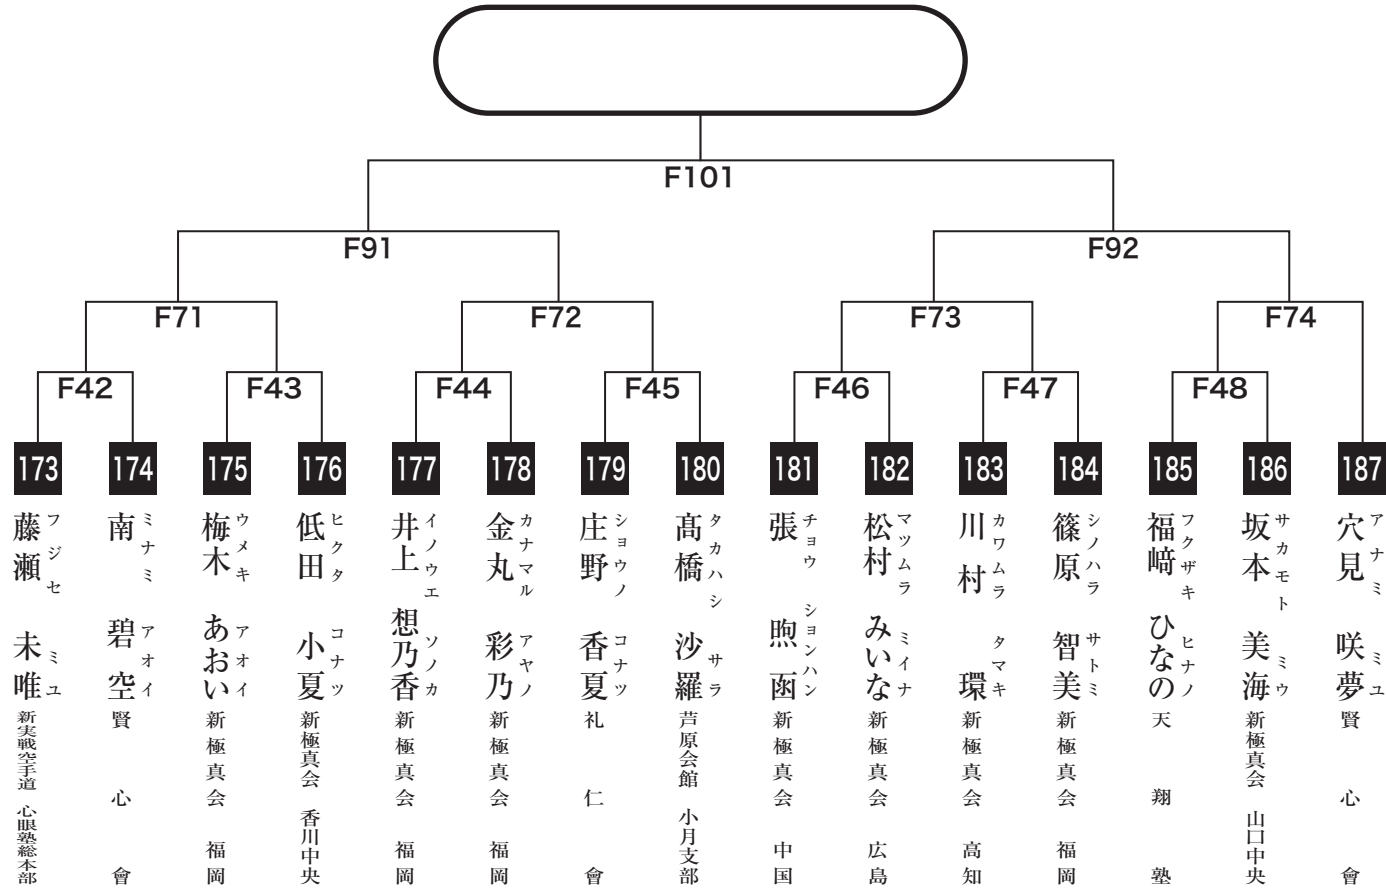 F101
F91
F92
F71
F72
F73
F74
F42
F43
F44
F45
F46
F47
F48
173
174
175
176
177
178
179
180
181
182
183
184
185
186
187
藤瀬 未唯
フジセ ミユ
新実戦空手道 心眼塾総本部
南 碧空
ミナミ アオイ
賢心會
梅木 あおい
ウメキ アオイ
新極真会 福岡
低田 小夏
ヒクタ コナツ
新極真会 香川中央
井上 想乃香
イノウエ ソノカ
新極真会 福岡
金丸 彩乃
カナマル アヤノ
新極真会 福岡
庄野 香夏
ショウノ コナツ
礼仁會
髙橋 沙羅
タカハシ サラ
芦原会館 小月支部
張 煦函
チョウ ションハン
新極真会 中国
松村 みいな
マツムラ ミイナ
新極真会 広島
川村 環
カワムラ タマキ
新極真会 高知
篠原 智美
シノハラ サトミ
新極真会 福岡
福﨑 ひなの
フクザキ ヒナノ
天翔塾
坂本 美海
サカモト ミウ
新極真会 山口中央
穴見 咲夢
アナミ ミユ
賢心會